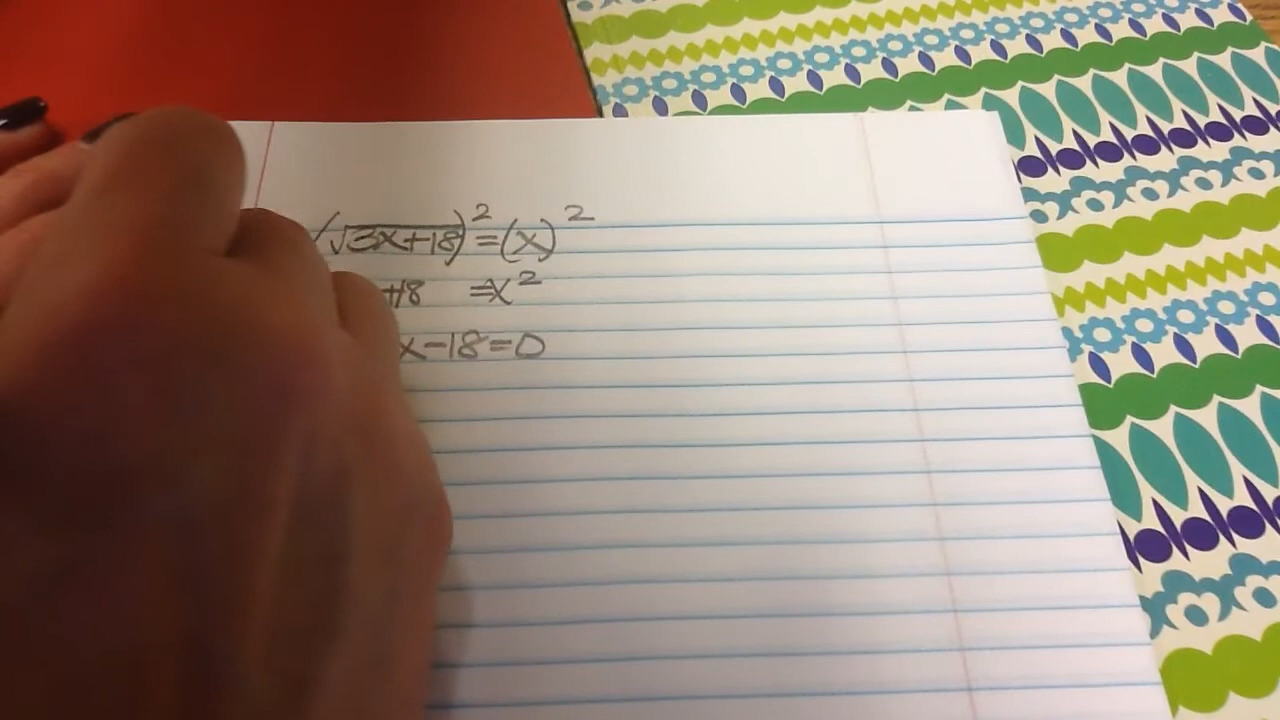 (√3x+18)² = (x)²
+18 = x²
x-18=0